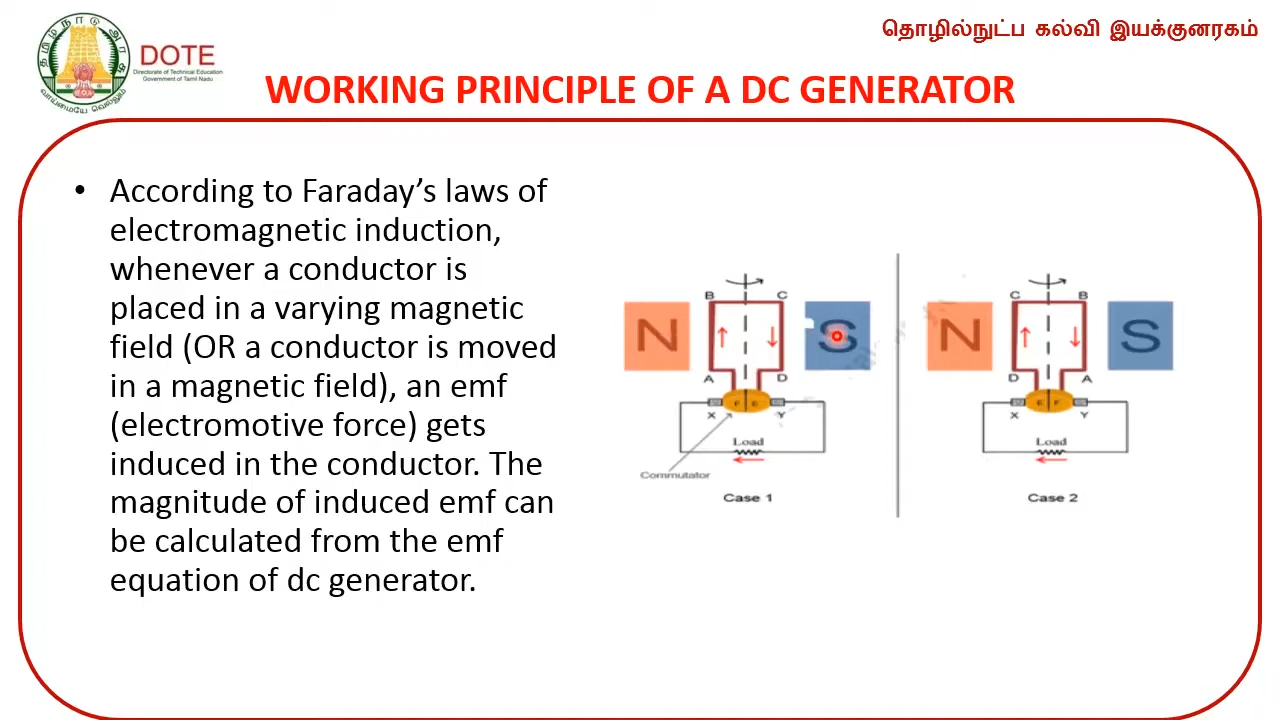 தொழில்நுட்ப கல்வி இயக்குனரகம்
தமிழ்நாடு அரசு
வாய்மையே வெல்லும்
DOTE
Directorate of Technical Education
Government of Tamil Nadu
WORKING PRINCIPLE OF A DC GENERATOR
• According to Faraday’s laws of
electromagnetic induction,
whenever a conductor is
placed in a varying magnetic
field (OR a conductor is moved
in a magnetic field), an emf
(electromotive force) gets
induced in the conductor. The
magnitude of induced emf can
be calculated from the emf
equation of dc generator.
B C
N S
A D
F E
X Y
Load
Commutator
Case 1
C B
N S
D A
E F
X Y
Load
Case 2